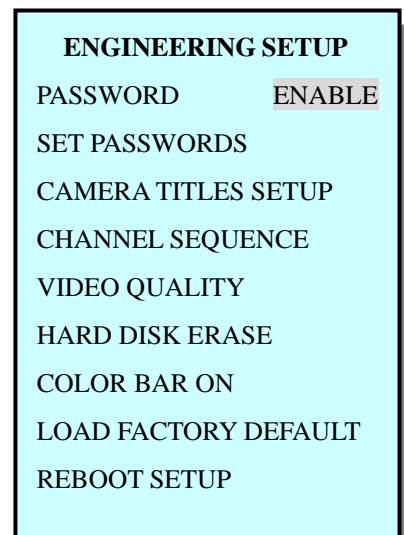 ENGINEERING SETUP
PASSWORD ENABLE
SET PASSWORDS
CAMERA TITLES SETUP
CHANNEL SEQUENCE
VIDEO QUALITY
HARD DISK ERASE
COLOR BAR ON
LOAD FACTORY DEFAULT
REBOOT SETUP